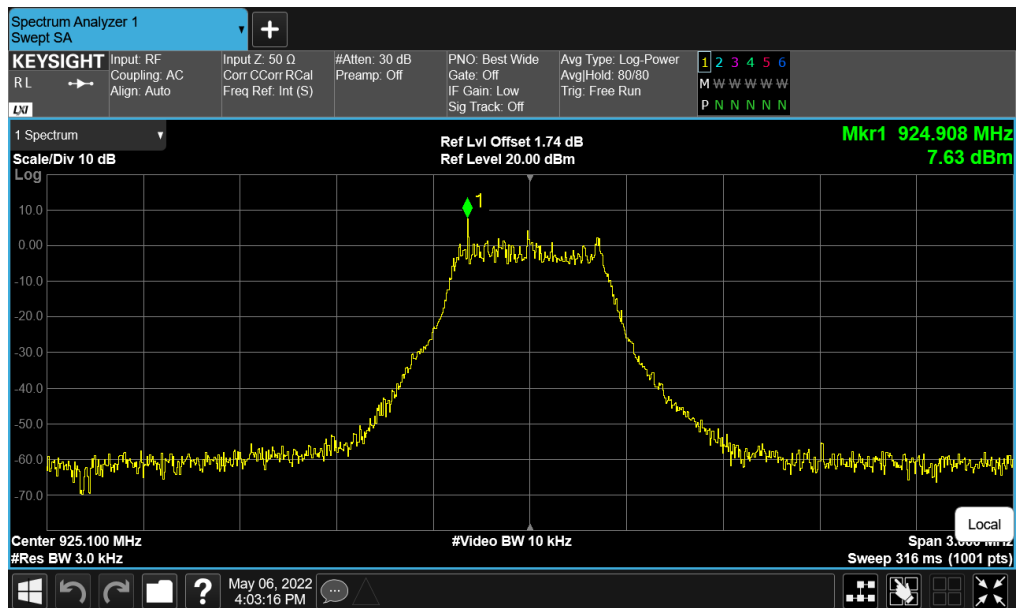 Spectrum Analyzer 1
Swept SA
+
KEYSIGHT
RL
LXI
Input: RF
Coupling: AC
Align: Auto
Input Z: 50 Ω
Corr CCorr RCal
Freq Ref: Int (S)
#Atten: 30 dB
Preamp: Off
PNO: Best Wide
Gate: Off
IF Gain: Low
Sig Track: Off
Avg Type: Log-Power
Avg|Hold: 80/80
Trig: Free Run
1 2 3 4 5 6
M W W W W W
P N N N N N
1 Spectrum
Scale/Div 10 dB
Log
Ref Lvl Offset 1.74 dB
Ref Level 20.00 dBm
Mkr1 924.908 MHz
7.63 dBm
1
10.0
0.00
-10.0
-20.0
-30.0
-40.0
-50.0
-60.0
-70.0
Local
Center 925.100 MHz
#Res BW 3.0 kHz
#Video BW 10 kHz
Span
Sweep 316 ms (1001 pts)
?
May 06, 2022
4:03:16 PM